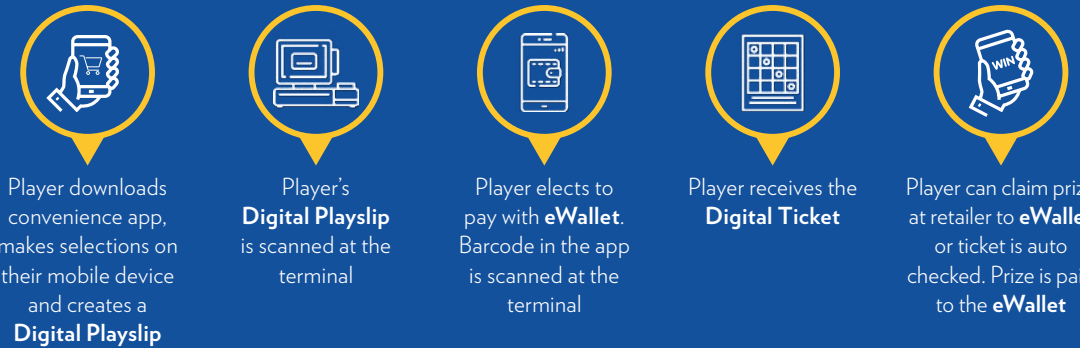 WIN
Player downloads
convenience app,
makes selections on
their mobile device
and creates a
Digital Playslip
Player's
Digital Playslip
is scanned at the
terminal
Player elects to
pay with eWallet.
Barcode in the app
is scanned at the
terminal
Player receives the
Digital Ticket
Player can claim priz
at retailer to eWalle
or ticket is auto
checked. Prize is pai
to the eWallet